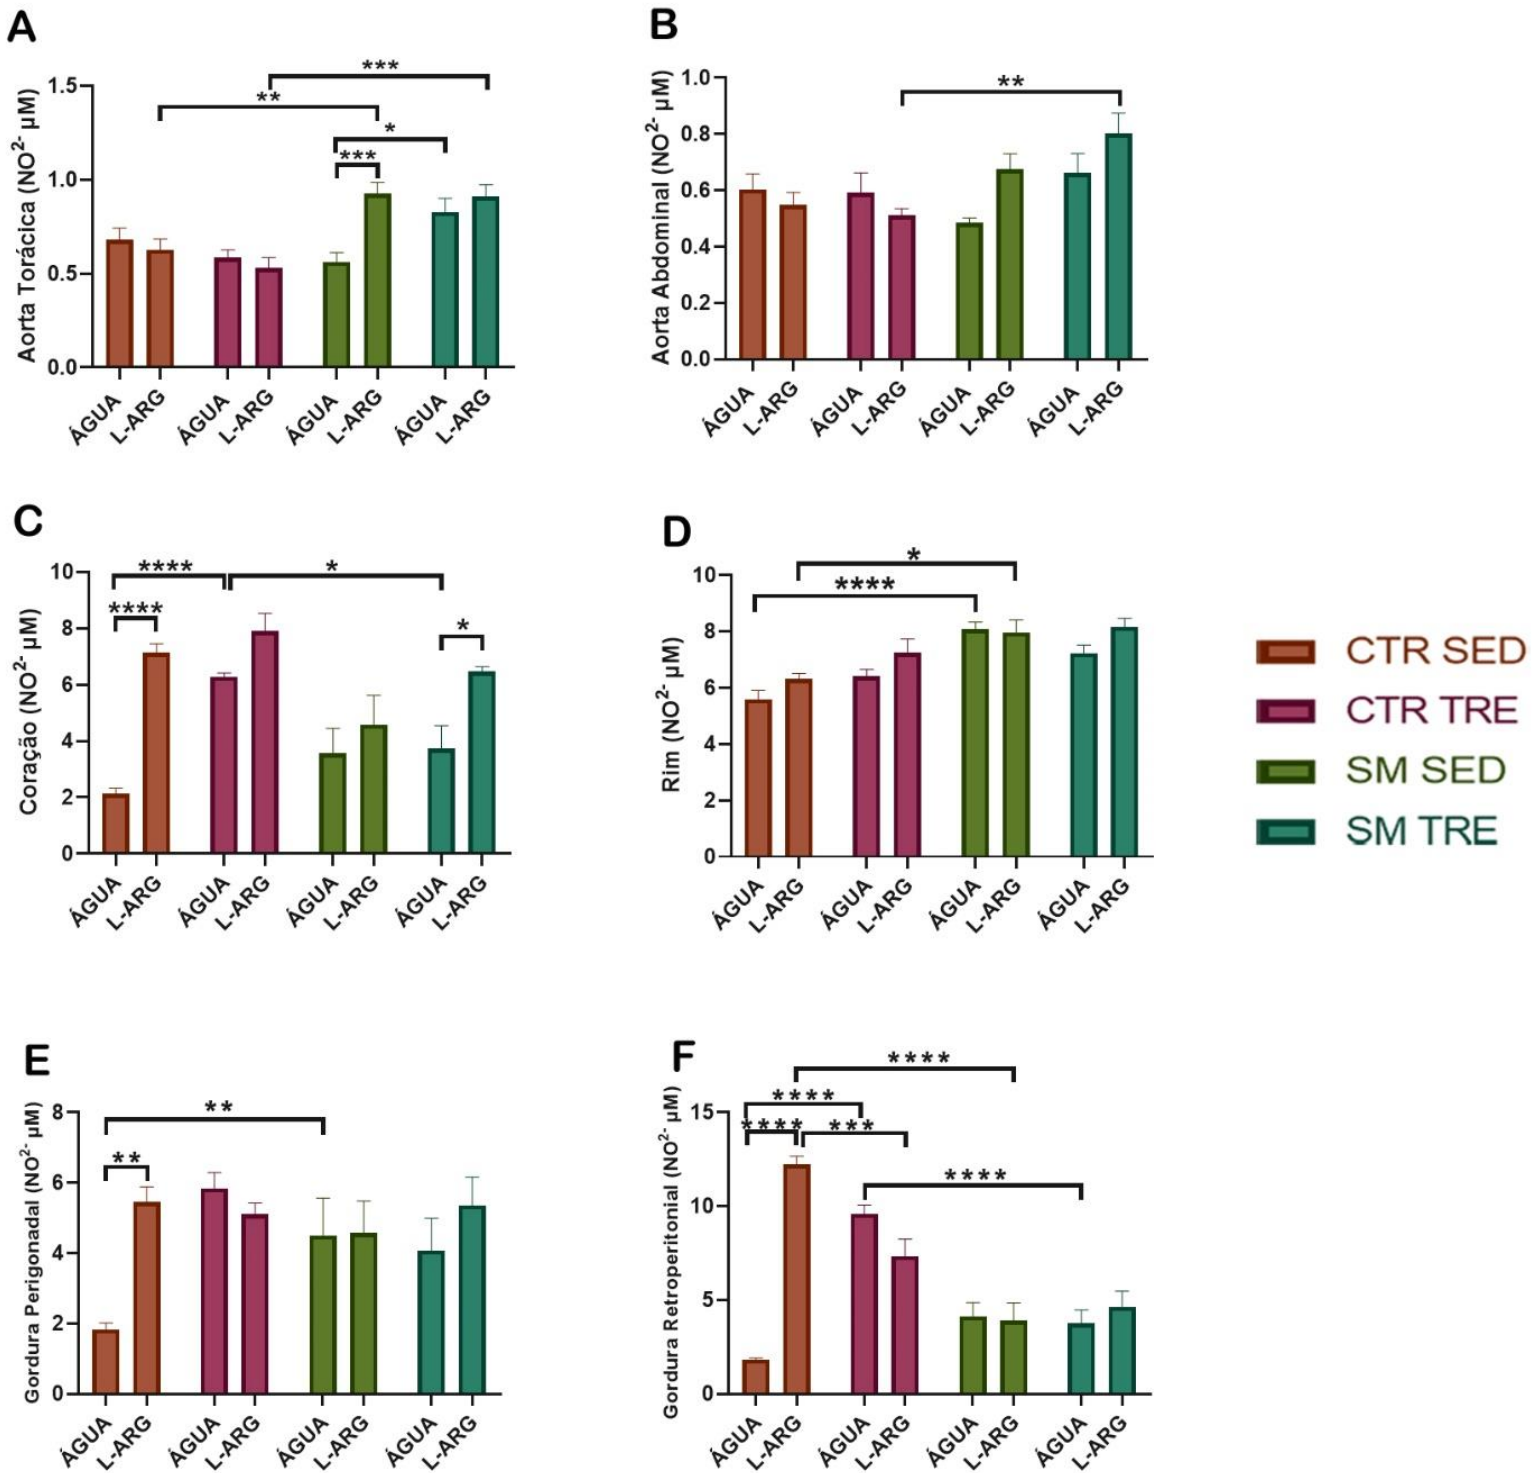 A
Aorta Torácica (NO²⁻ µM)
1.5
1.0
0.5
0.0
***
**
*
***
ÁGUA
L-ARG
ÁGUA
L-ARG
ÁGUA
L-ARG
ÁGUA
L-ARG
B
Aorta Abdominal (NO²⁻ µM)
1.0
0.8
0.6
0.4
0.2
0.0
**
ÁGUA
L-ARG
ÁGUA
L-ARG
ÁGUA
L-ARG
ÁGUA
L-ARG
C
Coração (NO²⁻ µM)
10
8
6
4
2
0
****
*
****
*
ÁGUA
L-ARG
ÁGUA
L-ARG
ÁGUA
L-ARG
ÁGUA
L-ARG
D
Rim (NO²⁻ µM)
10
8
6
4
2
0
*
****
ÁGUA
L-ARG
ÁGUA
L-ARG
ÁGUA
L-ARG
ÁGUA
L-ARG
CTR SED
CTR TRE
SM SED
SM TRE
E
Gordura Perigonadal (NO²⁻ µM)
8
6
4
2
0
**
**
ÁGUA
L-ARG
ÁGUA
L-ARG
ÁGUA
L-ARG
ÁGUA
L-ARG
F
Gordura Retroperitonial (NO²⁻ µM)
15
10
5
0
****
****
****
***
****
ÁGUA
L-ARG
ÁGUA
L-ARG
ÁGUA
L-ARG
ÁGUA
L-ARG